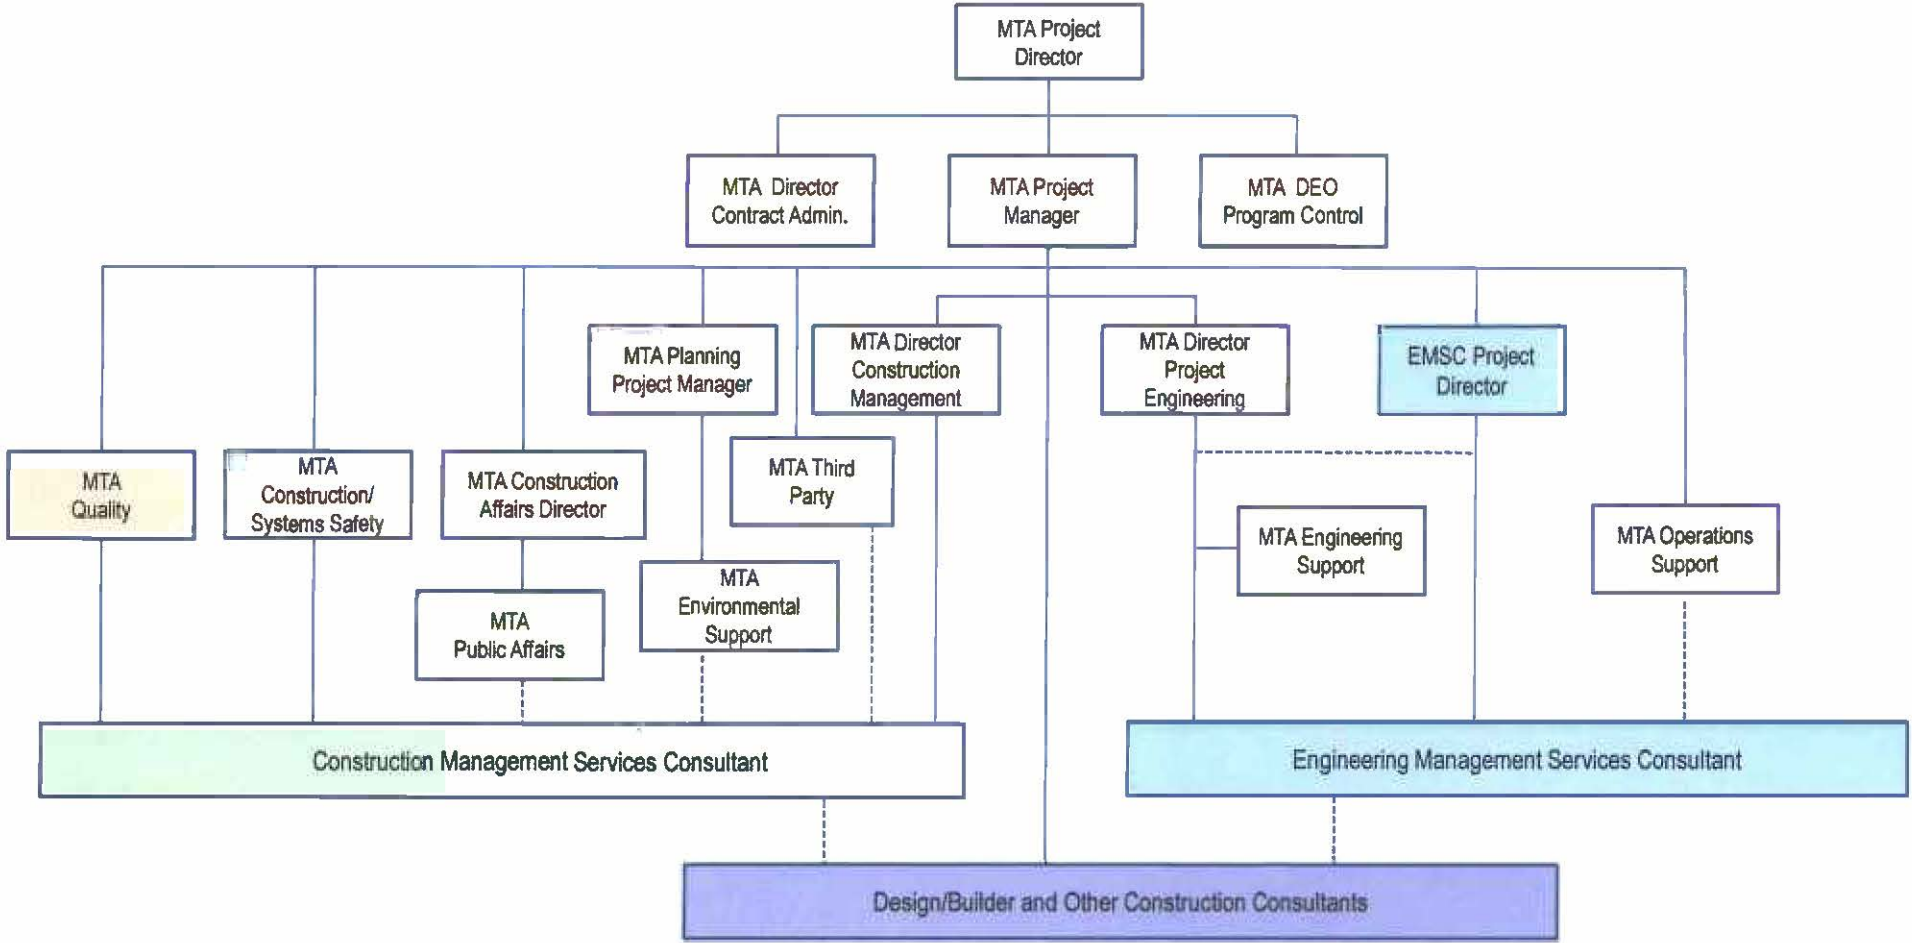 MTA Project
Director
MTA Director
Contract Admin.
MTA Project
Manager
MTA DEO
Program Control
MTA Planning
Project Manager
MTA Director
Construction
Management
MTA Director
Project
Engineering
EMSC Project
Director
MTA
Quality
MTA
Construction/
Systems Safety
MTA Construction
Affairs Director
MTA Third
Party
MTA Engineering
Support
MTA Operations
Support
MTA
Public Affairs
MTA
Environmental
Support
Construction Management Services Consultant
Engineering Management Services Consultant
Design/Builder and Other Construction Consultants